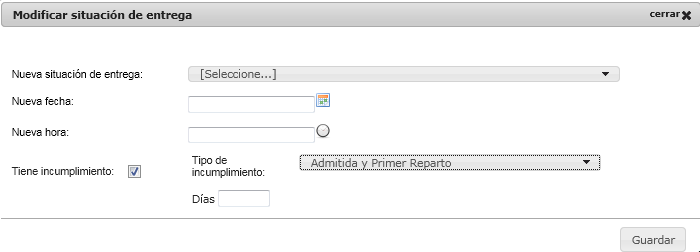 Modificar situación de entrega
cerrar
Nueva situación de entrega:
[Seleccione...]
Nueva fecha:
Nueva hora:
Tiene incumplimiento:
Tipo de
incumplimiento:
Admitida y Primer Reparto
Días
Guardar